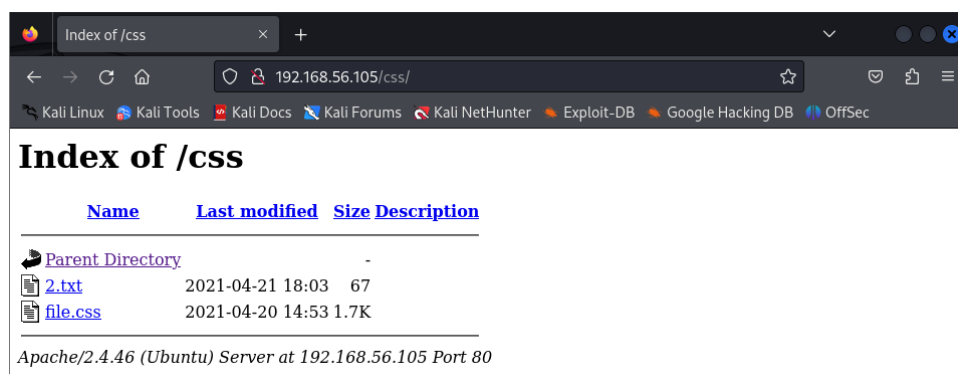 Index of /css
192.168.56.105/css/
Kali Linux Kali Tools Kali Docs Kali Forums Kali NetHunter Exploit-DB Google Hacking DB OffSec
Index of /css
Name Last modified Size Description
Parent Directory -
2.txt 2021-04-21 18:03 67
file.css 2021-04-20 14:53 1.7K
Apache/2.4.46 (Ubuntu) Server at 192.168.56.105 Port 80